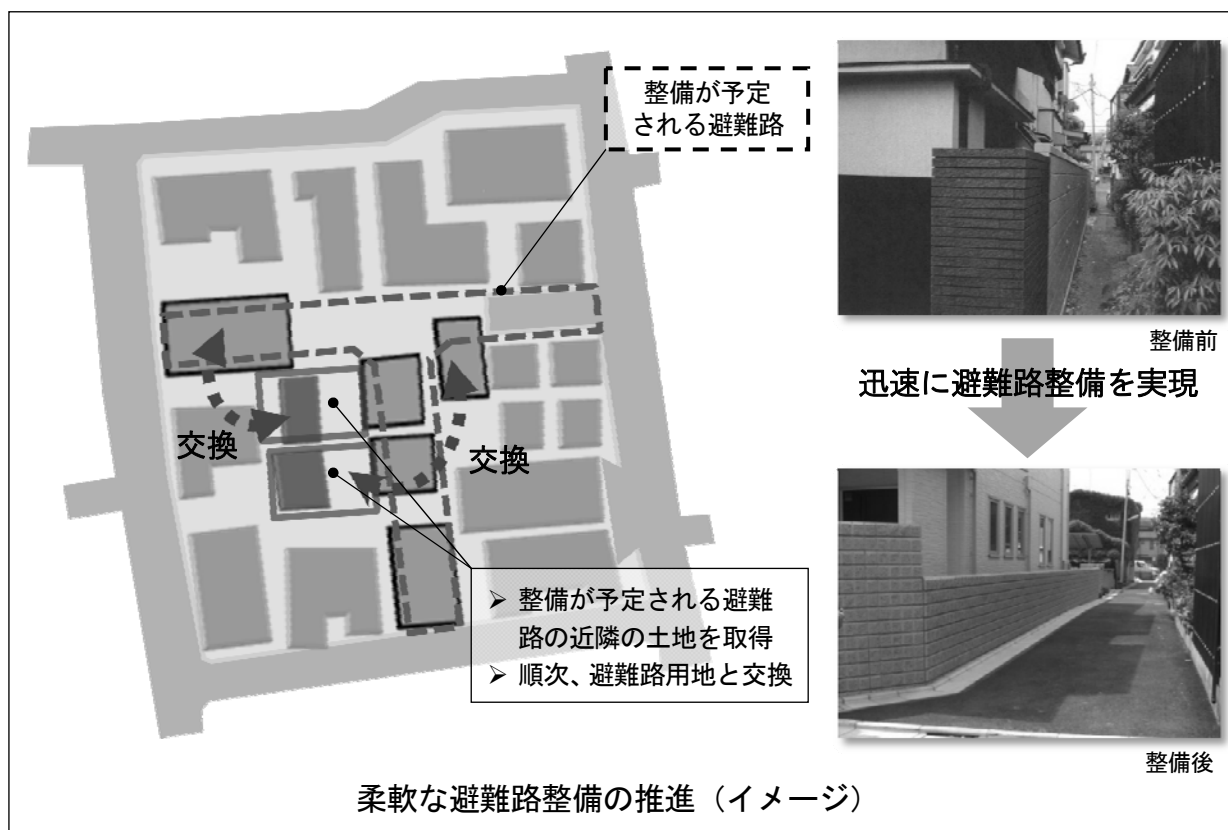 整備が予定
される避難路
整備前
迅速に避難路整備を実現
交換
交換
➢ 整備が予定される避難
路の近隣の土地を取得
➢ 順次、避難路用地と交換
整備後
柔軟な避難路整備の推進（イメージ）